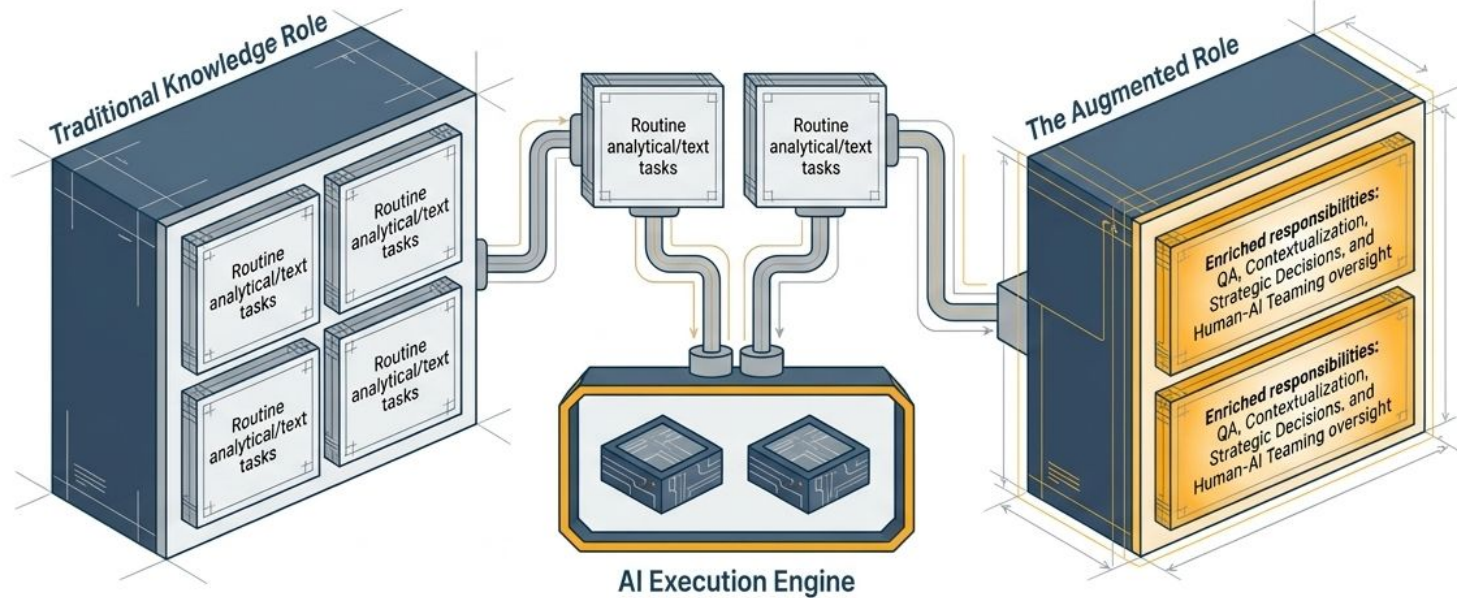 Traditional Knowledge Role
Routine
analytical/text
tasks
Routine
analytical/text
tasks
Routine
analytical/text
tasks
Routine
analytical/text
tasks
Routine
analytical/text
tasks
Routine
analytical/text
tasks
AI Execution Engine
The Augmented Role
Enriched responsibilities:
QA, Contextualization,
Strategic Decisions, and
Human-AI Teaming oversight
Enriched responsibilities:
QA, Contextualization,
Strategic Decisions, and
Human-AI Teaming oversight